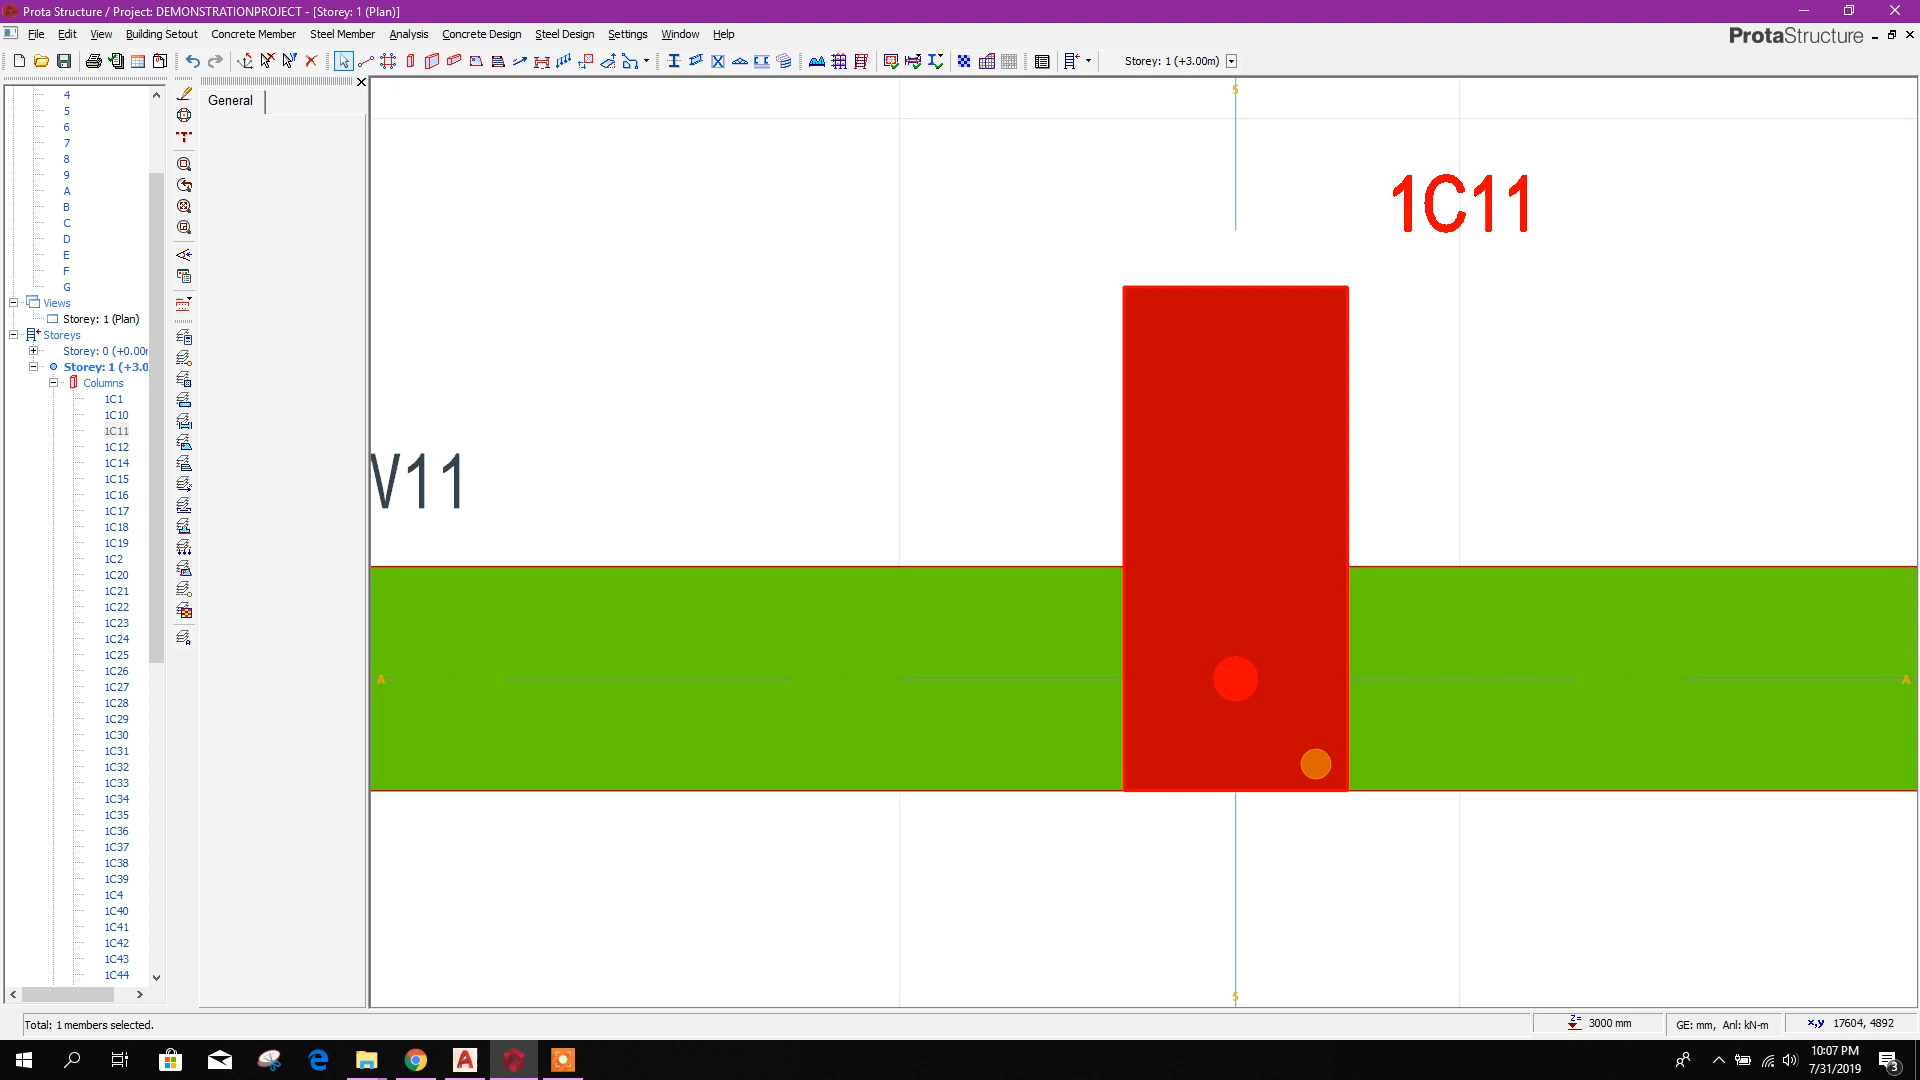 Prota Structure / Project: DEMONSTRATIONPROJECT - [Storey: 1 (Plan)]
File Edit View Building Setout Concrete Member Steel Member Analysis Concrete Design Steel Design Settings Window Help
ProtaStructure
Storey: 1 (+3.00m)
General
4
5
6
7
8
9
A
B
C
D
E
F
G
Views
Storey: 1 (Plan)
Storeys
Storey: 0 (+0.00m
Storey: 1 (+3.0
Columns
1C1
1C10
1C11
1C12
1C14
1C15
1C16
1C17
1C18
1C19
1C2
1C20
1C21
1C22
1C23
1C24
1C25
1C26
1C27
1C28
1C29
1C30
1C31
1C32
1C33
1C34
1C35
1C36
1C37
1C38
1C39
1C4
1C40
1C41
1C42
1C43
1C44
5
1C11
V11
A
A
5
Total: 1 members selected.
Z= 3000 mm
GE: mm, Anl: kN-m
x,y 17604, 4892
10:07 PM
7/31/2019
3